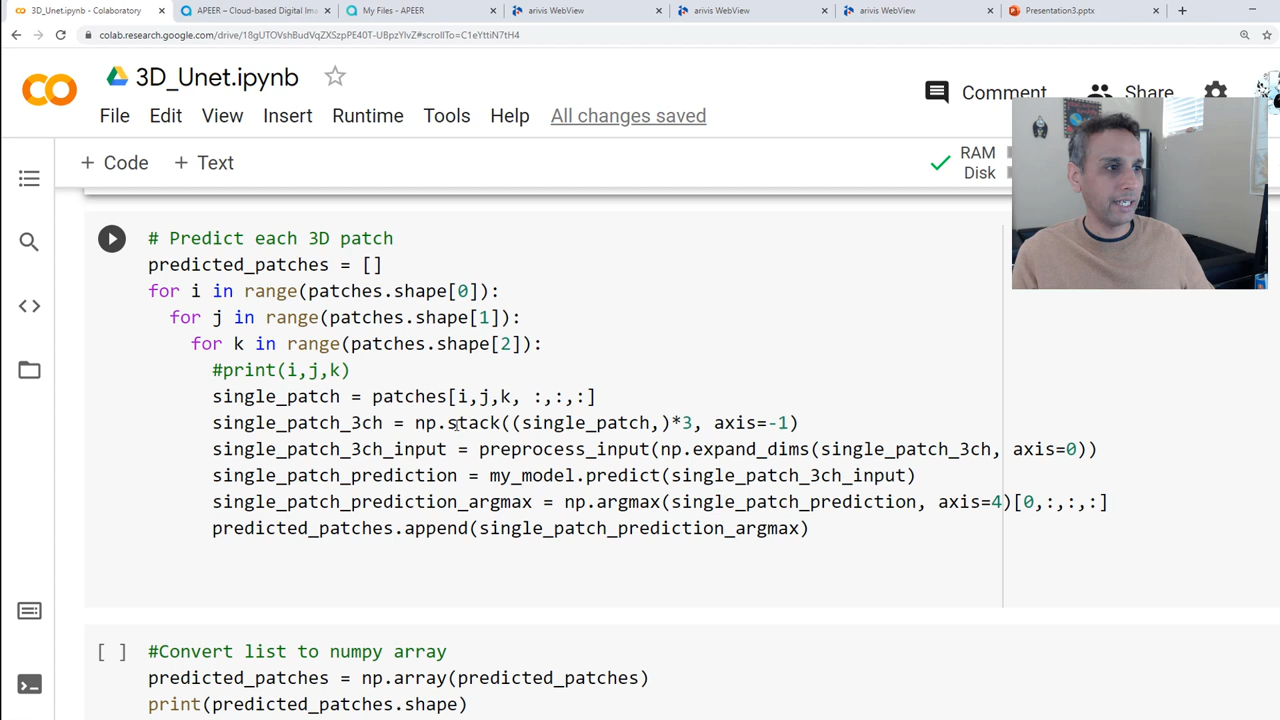 3D_Unet.ipynb - Colaboratory
APEER – Cloud-based Digital Ima
My Files - APEER
arivis WebView
arivis WebView
arivis WebView
Presentation3.pptx
colab.research.google.com/drive/18gUTOVshBudVqZXSzpPE40T-UBpzYlvZ#scrollTo=C1eYttiN7tH4
3D_Unet.ipynb
File Edit View Insert Runtime Tools Help All changes saved
Comment Share
+ Code + Text
RAM
Disk
# Predict each 3D patch
predicted_patches = []
for i in range(patches.shape[0]):
for j in range(patches.shape[1]):
for k in range(patches.shape[2]):
#print(i,j,k)
single_patch = patches[i,j,k, :,:,:]
single_patch_3ch = np.stack((single_patch,)*3, axis=-1)
single_patch_3ch_input = preprocess_input(np.expand_dims(single_patch_3ch, axis=0))
single_patch_prediction = my_model.predict(single_patch_3ch_input)
single_patch_prediction_argmax = np.argmax(single_patch_prediction, axis=4)[0,:,:,:]
predicted_patches.append(single_patch_prediction_argmax)
[ ] #Convert list to numpy array
predicted_patches = np.array(predicted_patches)
print(predicted_patches.shape)